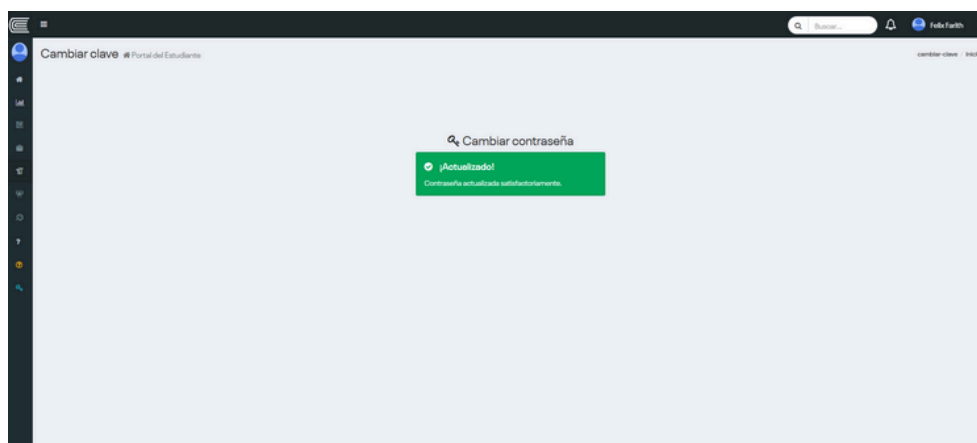 Buscar...
Felix Farith
Cambiar clave Portal del Estudiante
cambiar-clave / Inici
Cambiar contraseña
¡Actualizado!
Contraseña actualizada satisfactoriamente.
?